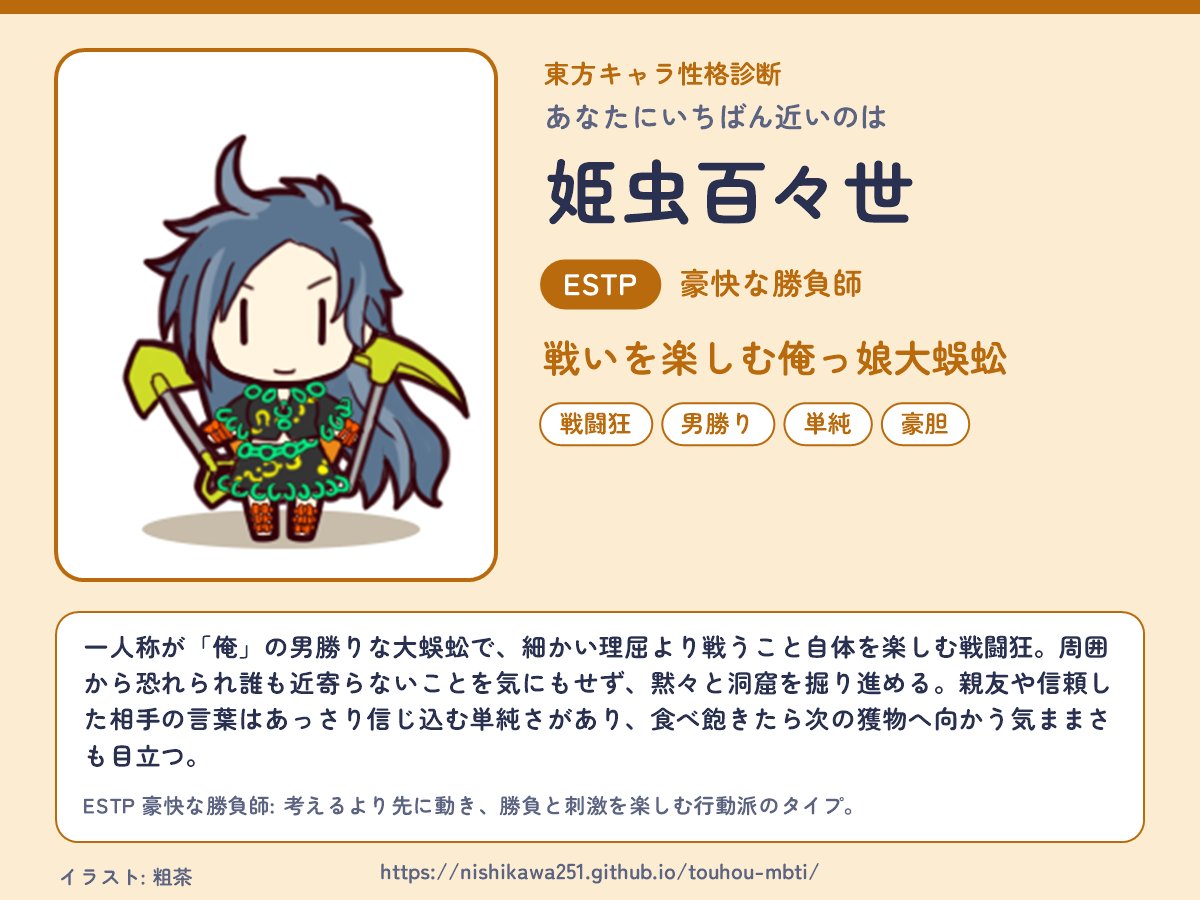 東方キャラ性格診断
あなたにいちばん近いのは
姫虫百々世
ESTP 豪快な勝負師
戦いを楽しむ俺っ娘大蜈蚣
戦闘狂 男勝り 単純 豪胆
一人称が「俺」の男勝りな大蜈蚣で、細かい理屈より戦うこと自体を楽しむ戦闘狂。周囲
から恐れられ誰も近寄らないことを気にもせず、黙々と洞窟を掘り進める。親友や信頼し
た相手の言葉はあっさり信じ込む単純さがあり、食べ飽きたら次の獲物へ向かう気ままさ
も目立つ。
ESTP 豪快な勝負師: 考えるより先に動き、勝負と刺激を楽しむ行動派のタイプ。
イラスト: 粗茶
https://nishikawa251.github.io/touhou-mbti/